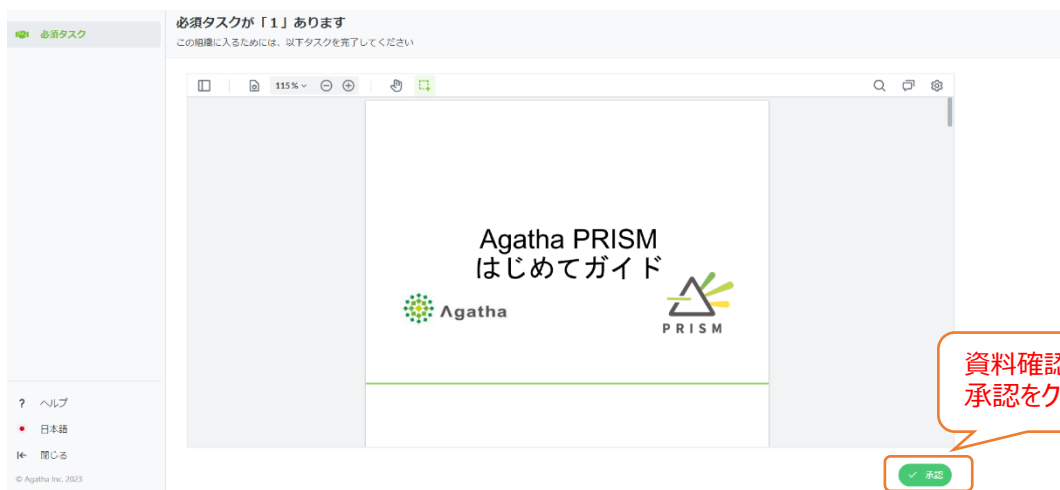 必須タスク
必須タスクが「1」あります
この組織に入るためには、以下タスクを完了してください
115%
Agatha PRISM
はじめてガイド
Agatha
PRISM
資料確認
承認をク
承認
? ヘルプ
日本語
閉じる
© Agatha Inc. 2023